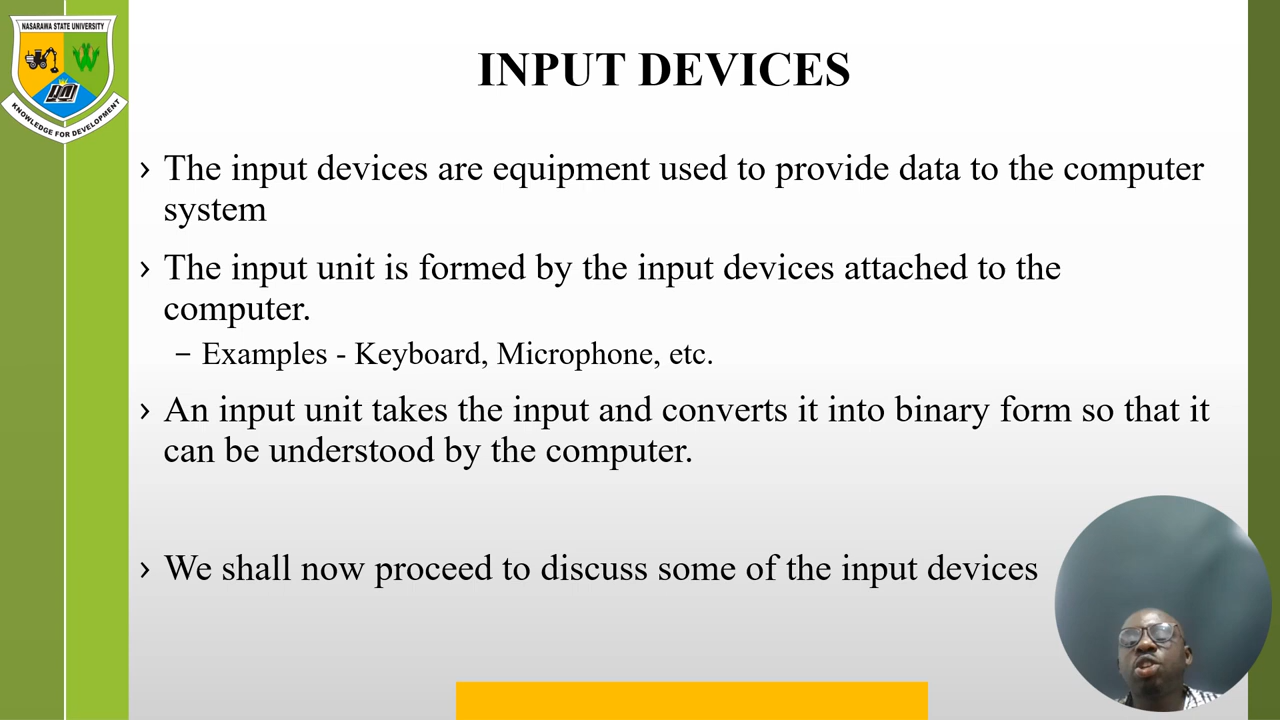 NASARAWA STATE UNIVERSITY
KNOWLEDGE FOR DEVELOPMENT
INPUT DEVICES
› The input devices are equipment used to provide data to the computer
system
› The input unit is formed by the input devices attached to the
computer.
– Examples - Keyboard, Microphone, etc.
› An input unit takes the input and converts it into binary form so that it
can be understood by the computer.
› We shall now proceed to discuss some of the input devices